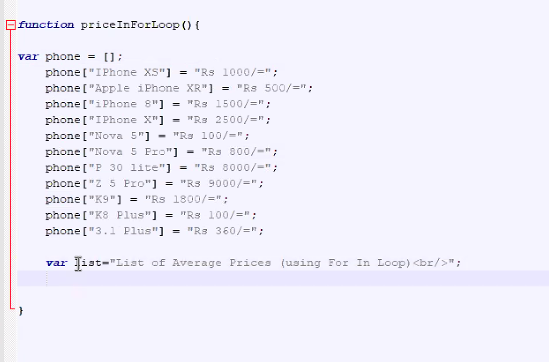 function priceInForLoop(){
var phone = [];
phone["IPhone XS"] = "Rs 1000/=";
phone["Apple iPhone XR"] = "Rs 500/=";
phone["iPhone 8"] = "Rs 1500/=";
phone["IPhone X"] = "Rs 2500/=";
phone["Nova 5"] = "Rs 100/=";
phone["Nova 5 Pro"] = "Rs 800/=";
phone["P 30 lite"] = "Rs 8000/=";
phone["Z 5 Pro"] = "Rs 9000/=";
phone["K9"] = "Rs 1800/=";
phone["K8 Plus"] = "Rs 100/=";
phone["3.1 Plus"] = "Rs 360/=";
var list="List of Average Prices (using For In Loop)<br/>";
}